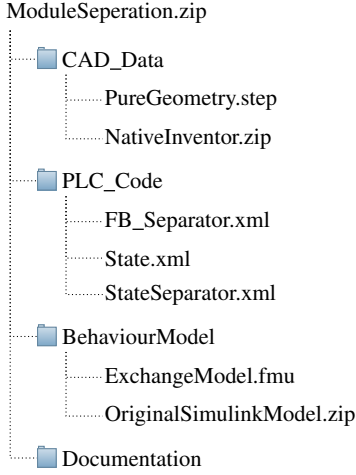 ModuleSeperation.zip
CAD_Data
PureGeometry.step
NativeInventor.zip
PLC_Code
FB_Separator.xml
State.xml
StateSeparator.xml
BehaviourModel
ExchangeModel.fmu
OriginalSimulinkModel.zip
Documentation